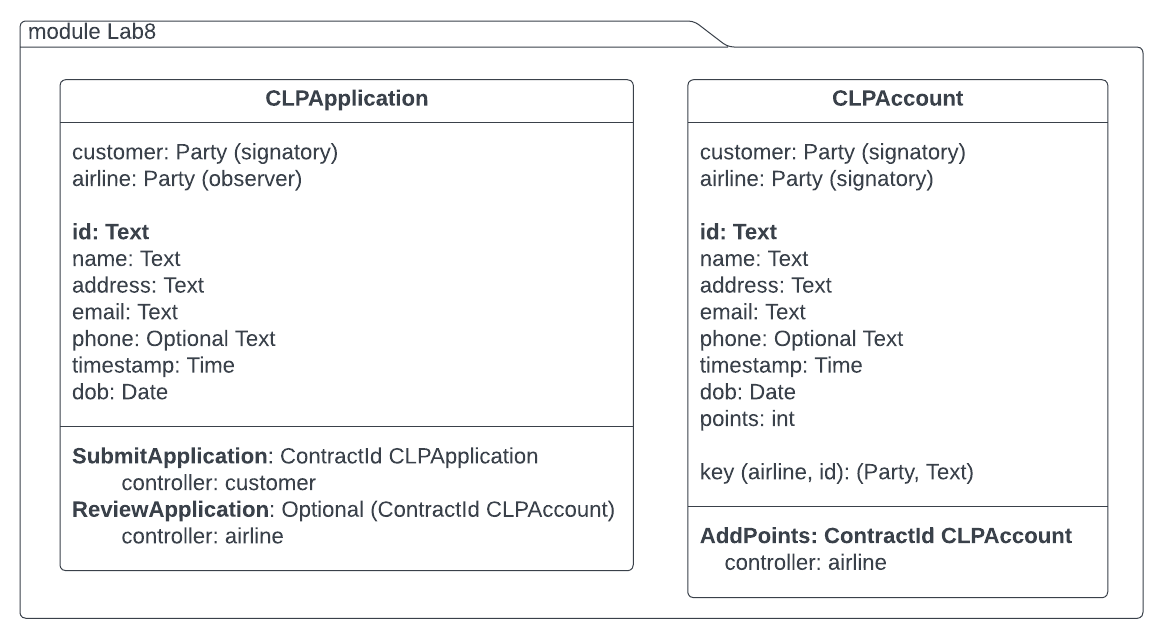 module Lab8
CLPApplication
customer: Party (signatory)
airline: Party (observer)
id: Text
name: Text
address: Text
email: Text
phone: Optional Text
timestamp: Time
dob: Date
SubmitApplication: ContractId CLPApplication
controller: customer
ReviewApplication: Optional (ContractId CLPAccount)
controller: airline
CLPAccount
customer: Party (signatory)
airline: Party (signatory)
id: Text
name: Text
address: Text
email: Text
phone: Optional Text
timestamp: Time
dob: Date
points: int
key (airline, id): (Party, Text)
AddPoints: ContractId CLPAccount
controller: airline